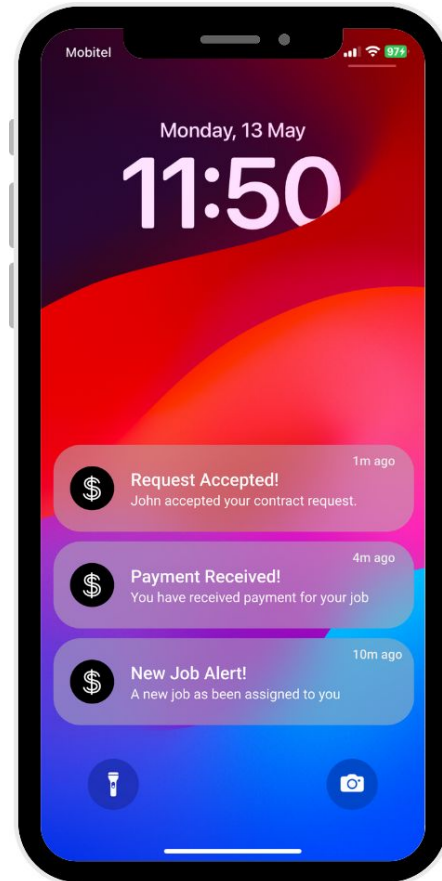 Mobitel
97
Monday, 13 May
11:50
1m ago
Request Accepted!
John accepted your contract request.
4m ago
Payment Received!
You have received payment for your job
10m ago
New Job Alert!
A new job as been assigned to you